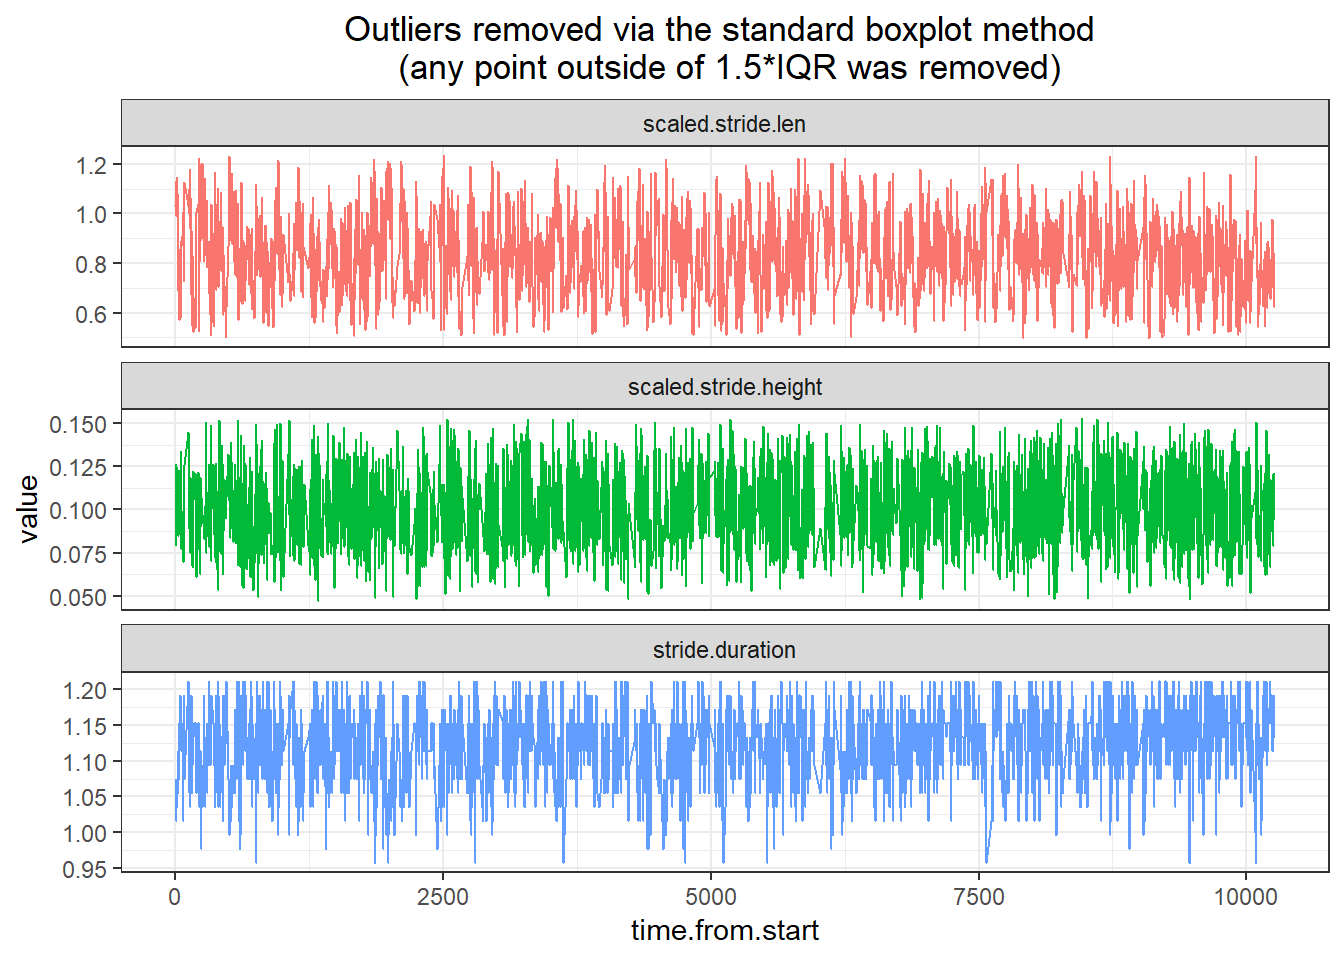 Outliers removed via the standard boxplot method
(any point outside of 1.5*IQR was removed)
scaled.stride.len
1.2
1.0
0.8
0.6
scaled.stride.height
0.150
0.125
0.100
0.075
0.050
value
stride.duration
1.20
1.15
1.10
1.05
1.00
0.95
0 2500 5000 7500 10000
time.from.start